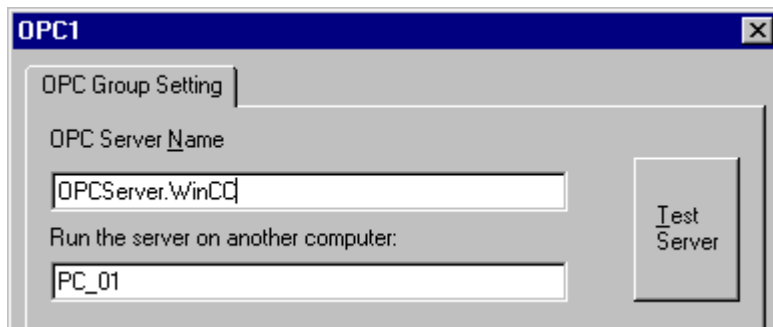 OPC1
OPC Group Setting
OPC Server Name
OPCServer.WinCC
Run the server on another computer:
PC_01
Test
Server